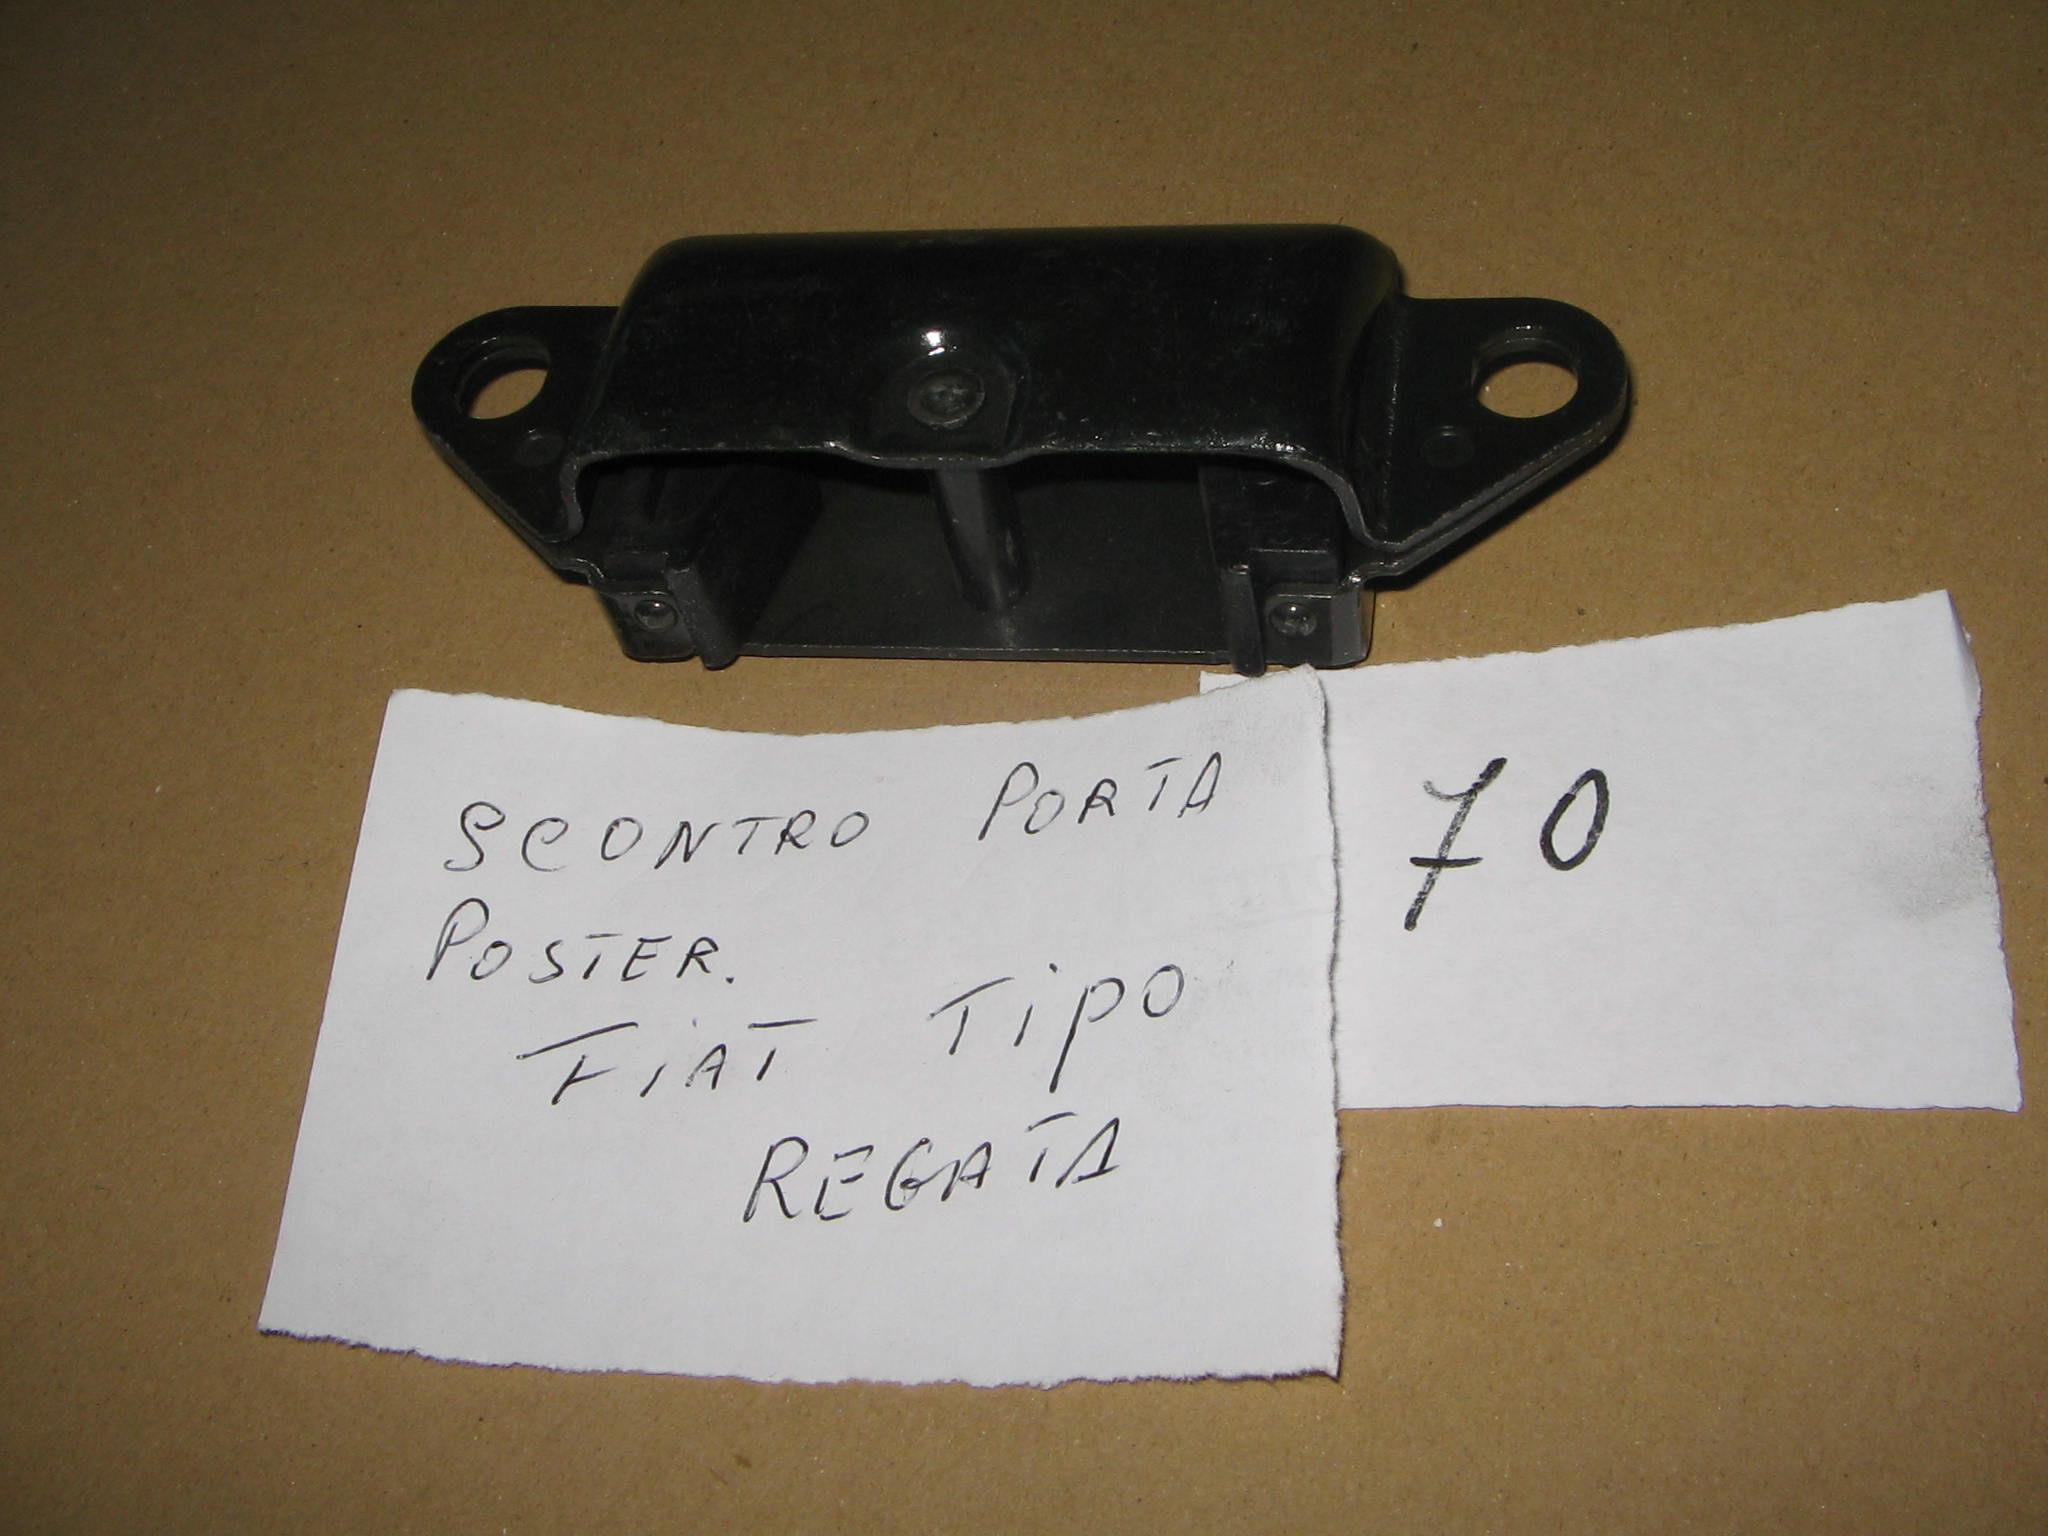 SCONTRO PORTA
POSTER.
FIAT TIPO
REGATA
70